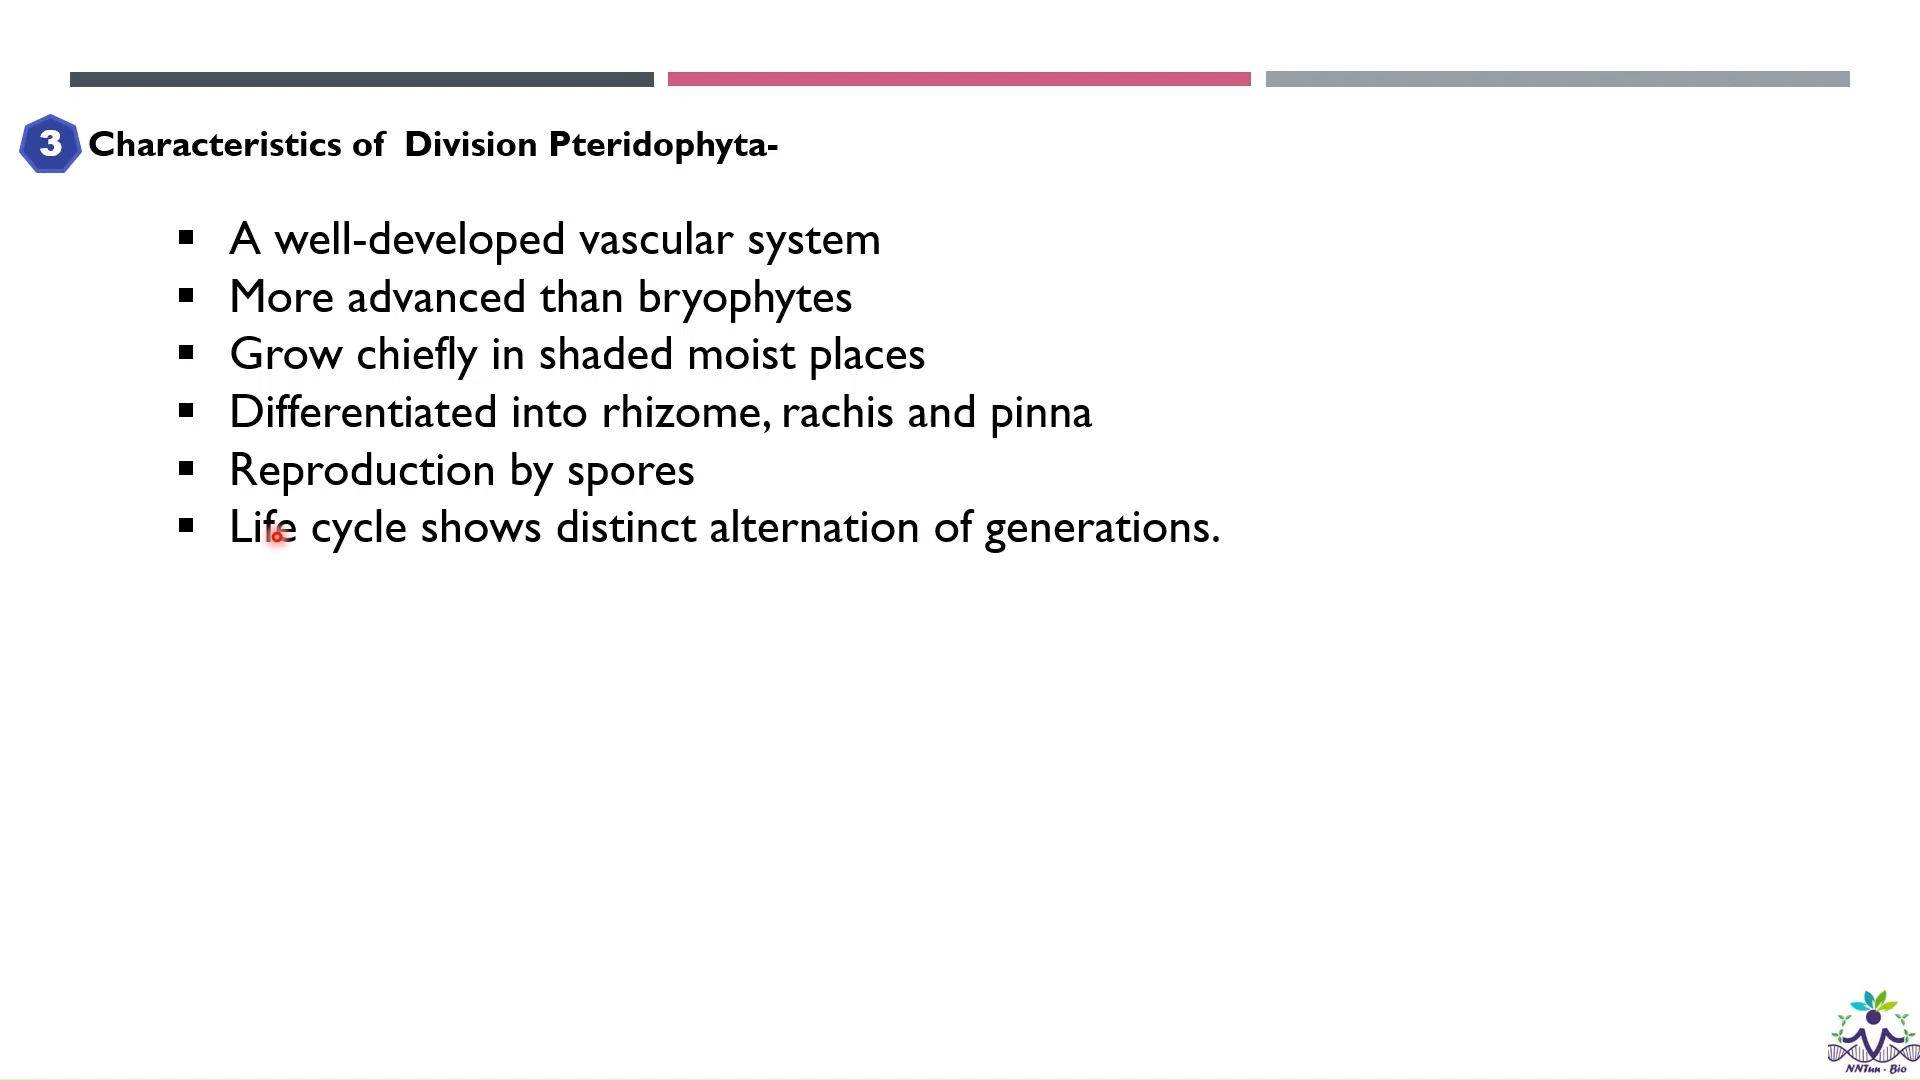 3 Characteristics of Division Pteridophyta-
▪ A well-developed vascular system
▪ More advanced than bryophytes
▪ Grow chiefly in shaded moist places
▪ Differentiated into rhizome, rachis and pinna
▪ Reproduction by spores
▪ Life cycle shows distinct alternation of generations.
NNTun - Bio